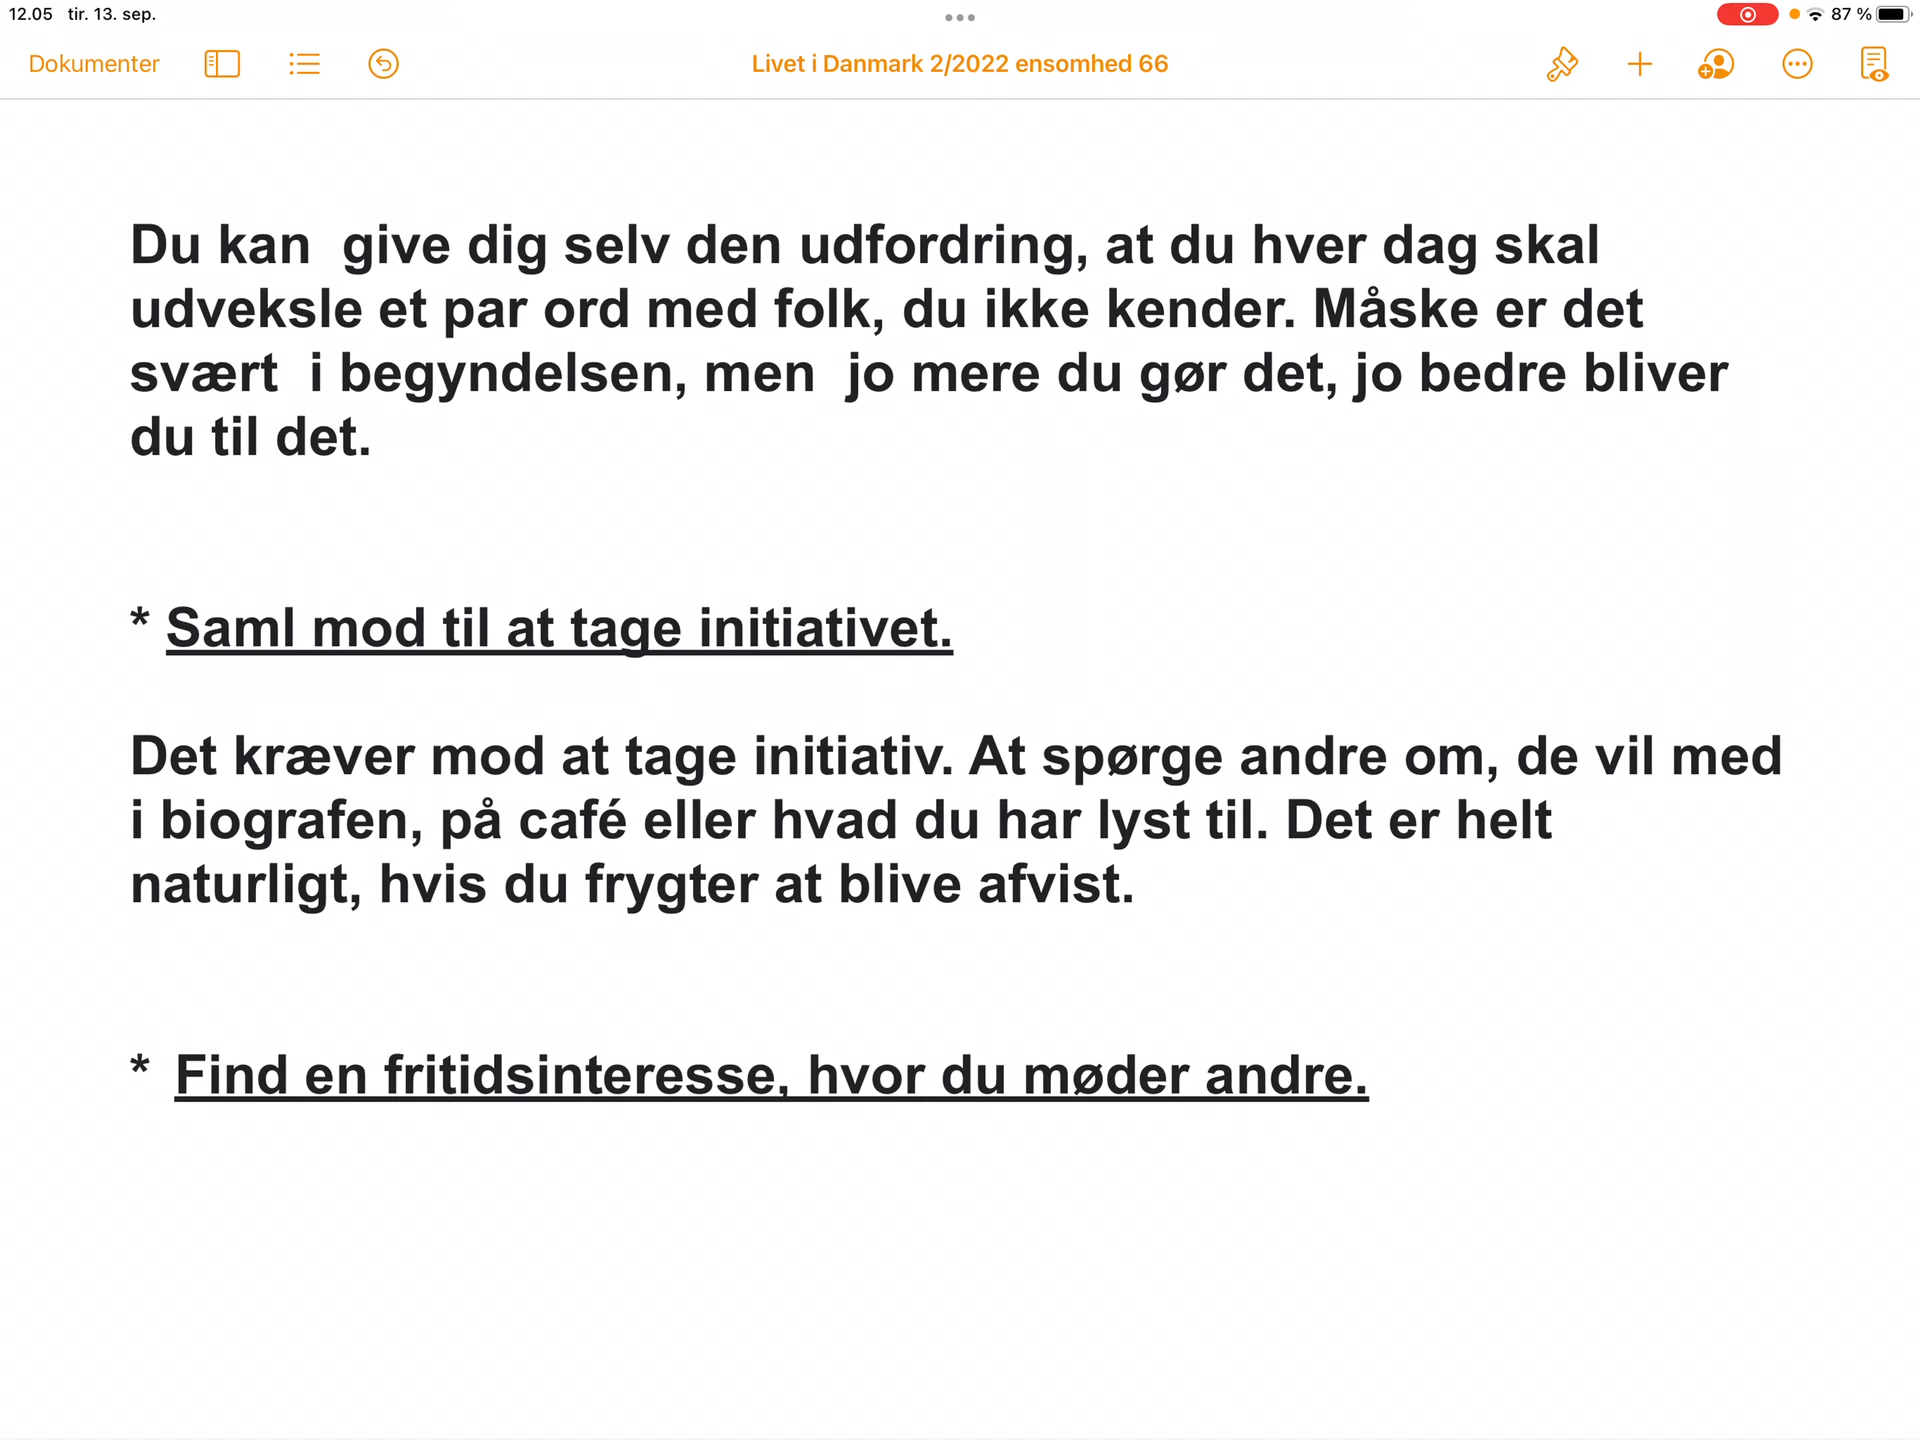 12.05 tir. 13. sep.
87 %
Dokumenter
Livet i Danmark 2/2022 ensomhed 66
Du kan  give dig selv den udfordring, at du hver dag skal
udveksle et par ord med folk, du ikke kender. Måske er det
svært  i begyndelsen, men  jo mere du gør det, jo bedre bliver
du til det.
* Saml mod til at tage initiativet.
Det kræver mod at tage initiativ. At spørge andre om, de vil med
i biografen, på café eller hvad du har lyst til. Det er helt
naturligt, hvis du frygter at blive afvist.
*  Find en fritidsinteresse, hvor du møder andre.